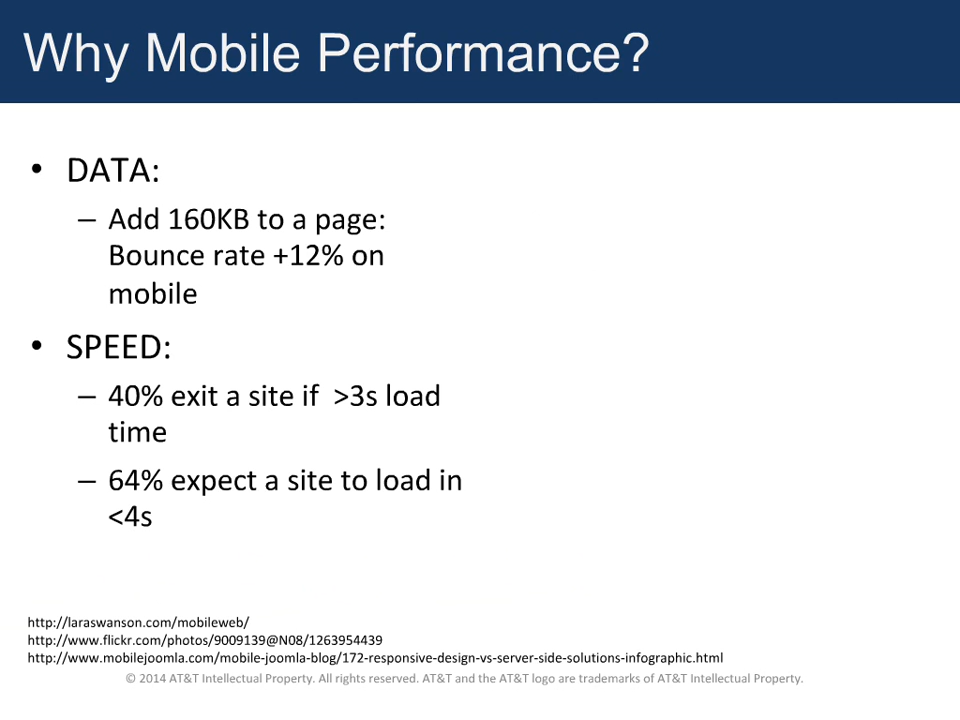 Why Mobile Performance?
• DATA:
– Add 160KB to a page:
Bounce rate +12% on
mobile
• SPEED:
– 40% exit a site if  >3s load
time
– 64% expect a site to load in
<4s
http://laraswanson.com/mobileweb/
http://www.flickr.com/photos/9009139@N08/1263954439
http://www.mobilejoomla.com/mobile-joomla-blog/172-responsive-design-vs-server-side-solutions-infographic.html
© 2014 AT&T Intellectual Property. All rights reserved. AT&T and the AT&T logo are trademarks of AT&T Intellectual Property.